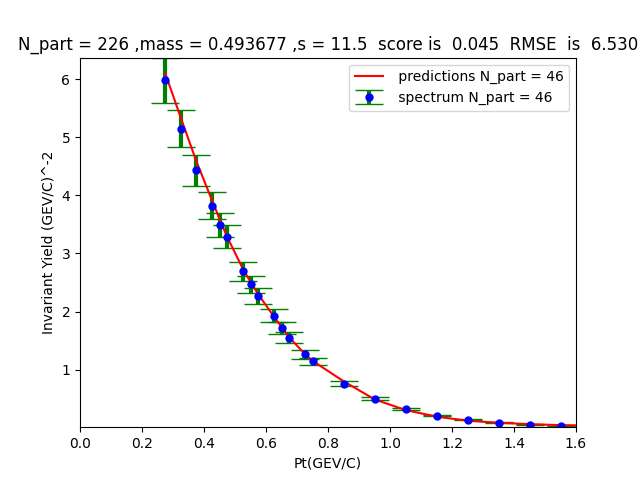 N_part = 226 ,mass = 0.493677 ,s = 11.5  score is  0.045  RMSE  is  6.530
predictions N_part = 46
spectrum N_part = 46
6
5
4
3
2
1
Invariant Yield (GEV/C)^-2
0.0 0.2 0.4 0.6 0.8 1.0 1.2 1.4 1.6
Pt(GEV/C)